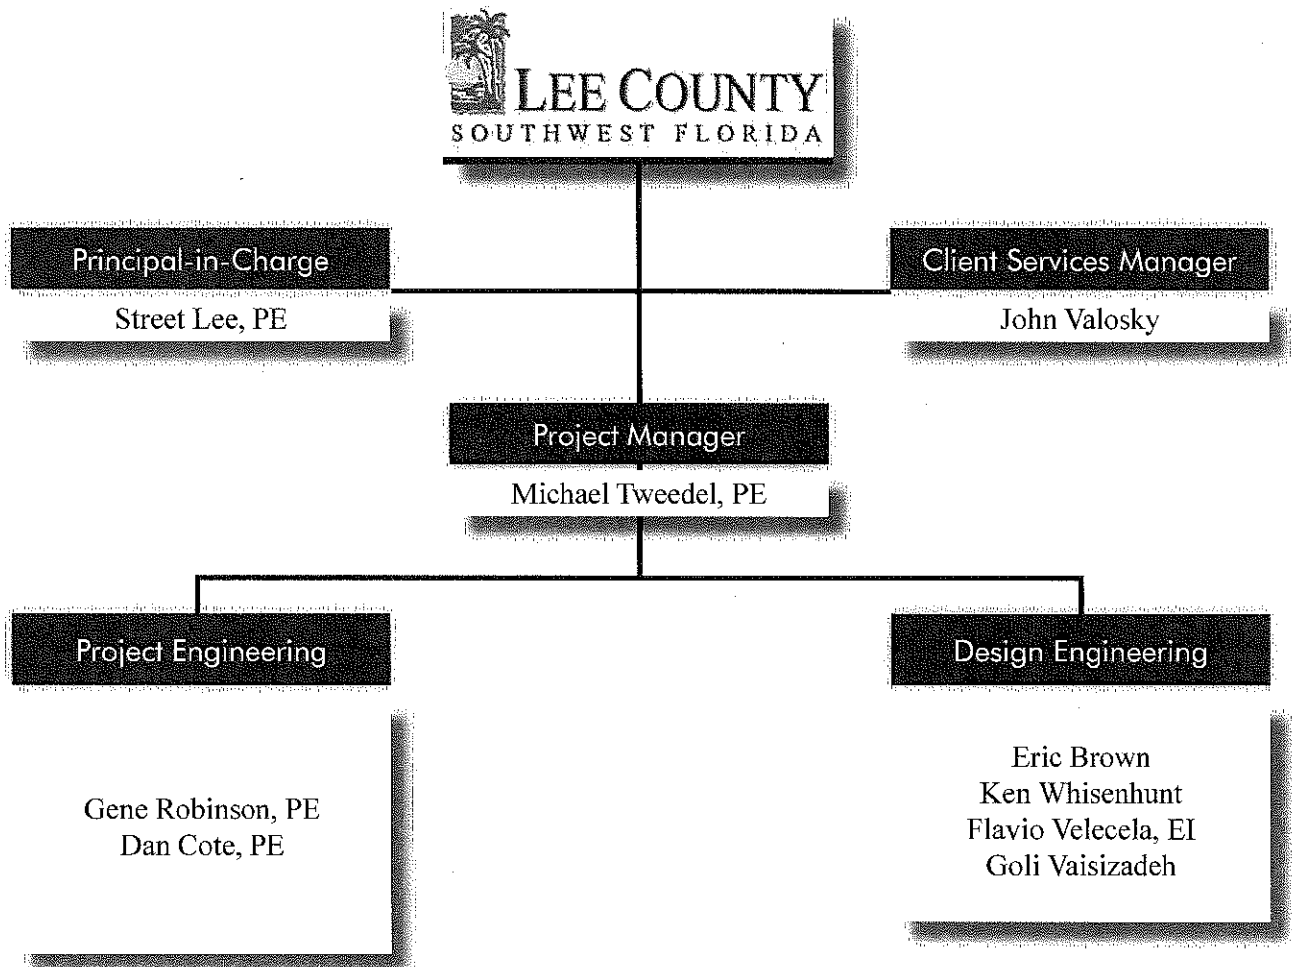 LEE COUNTY
SOUTHWEST FLORIDA
Principal-in-Charge
Street Lee, PE
Client Services Manager
John Valosky
Project Manager
Michael Tweedel, PE
Project Engineering
Gene Robinson, PE
Dan Cote, PE
Design Engineering
Eric Brown
Ken Whisenhunt
Flavio Velecela, EI
Goli Vaisizadeh